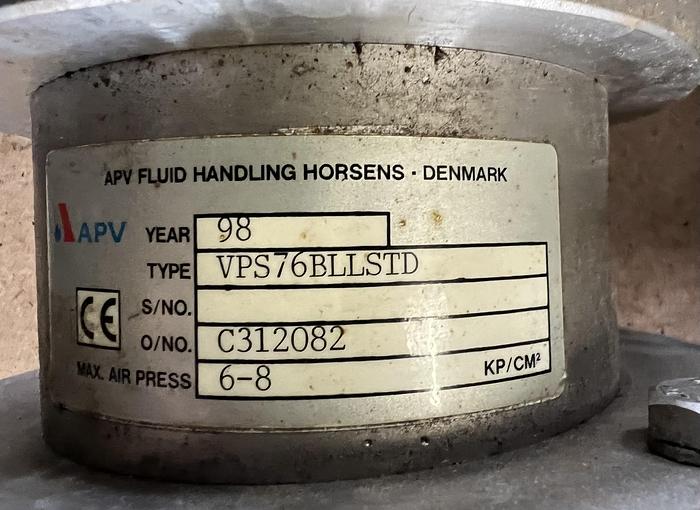 APV FLUID HANDLING HORSENS · DENMARK
APV
YEAR 98
TYPE VPS76BLLSTD
CE
S/NO.
O/NO. C312082
MAX. AIR PRESS 6-8 KP/CM²